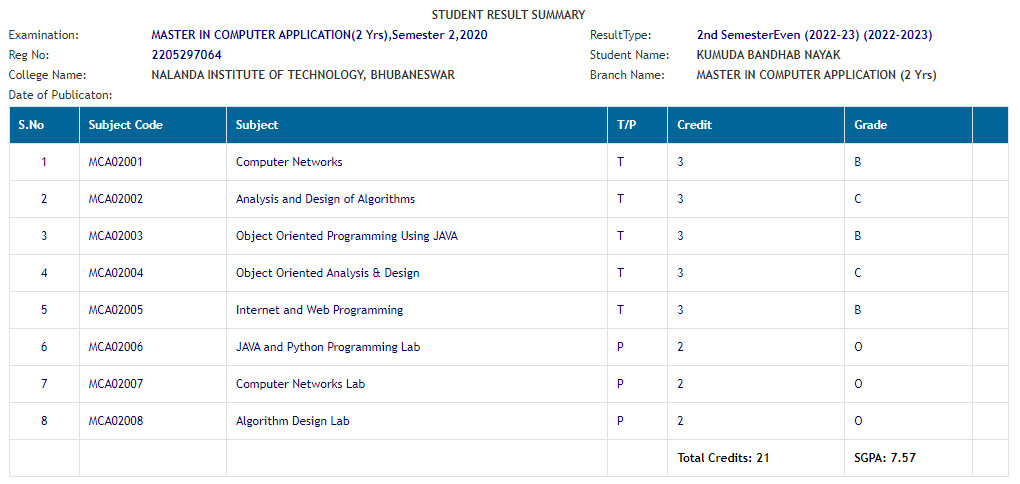 STUDENT RESULT SUMMARY
Examination: MASTER IN COMPUTER APPLICATION(2 Yrs),Semester 2,2020 ResultType: 2nd SemesterEven (2022-23) (2022-2023)
Reg No: 2205297064 Student Name: KUMUDA BANDHAB NAYAK
College Name: NALANDA INSTITUTE OF TECHNOLOGY, BHUBANESWAR Branch Name: MASTER IN COMPUTER APPLICATION (2 Yrs)
Date of Publicaton:
S.No Subject Code Subject T/P Credit Grade
1 MCA02001 Computer Networks T 3 B
2 MCA02002 Analysis and Design of Algorithms T 3 C
3 MCA02003 Object Oriented Programming Using JAVA T 3 B
4 MCA02004 Object Oriented Analysis & Design T 3 C
5 MCA02005 Internet and Web Programming T 3 B
6 MCA02006 JAVA and Python Programming Lab P 2 O
7 MCA02007 Computer Networks Lab P 2 O
8 MCA02008 Algorithm Design Lab P 2 O
Total Credits: 21 SGPA: 7.57